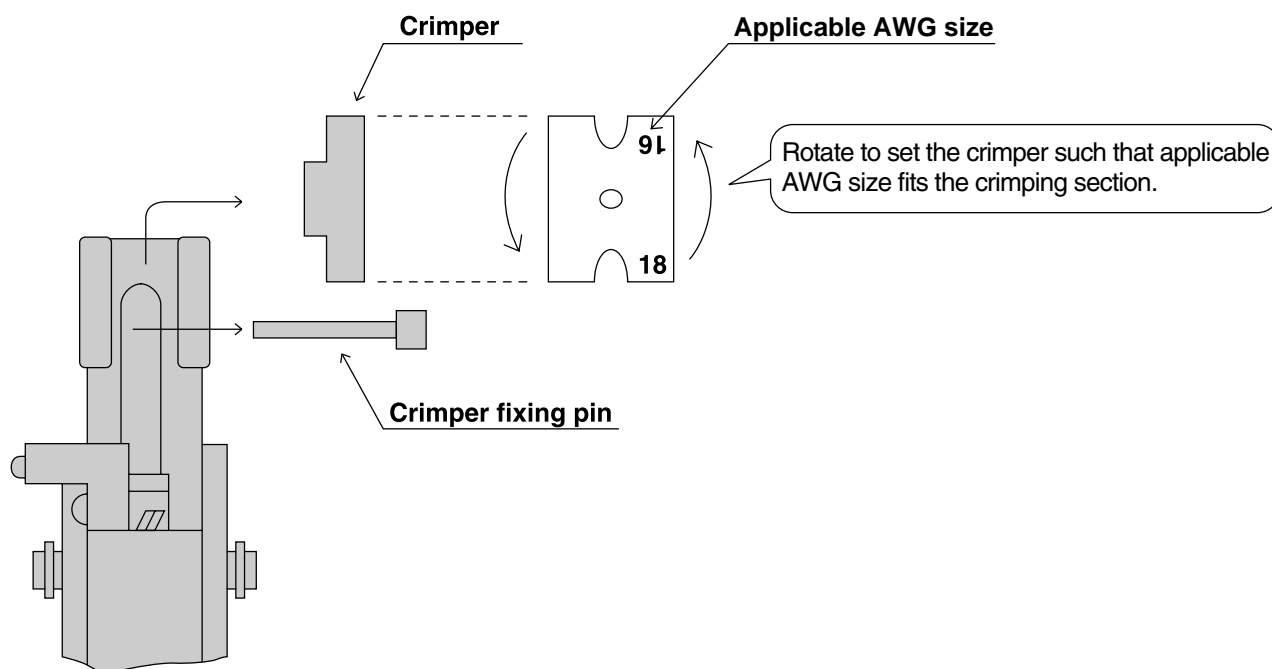 Crimper
Applicable AWG size
16
Rotate to set the crimper such that applicable
AWG size fits the crimping section.
18
Crimper fixing pin